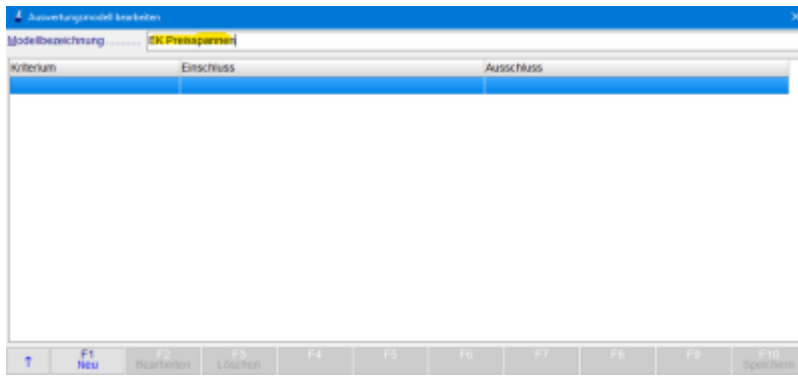 Auswertungsmodell bearbeiten
Modellbezeichnung......... EK Preisspannen
Kriterium Einschluss Ausschluss
F1 F2 F3 F4 F5 F6 F7 F8 F9 F10
Neu Bearbeiten Löschen Speichern